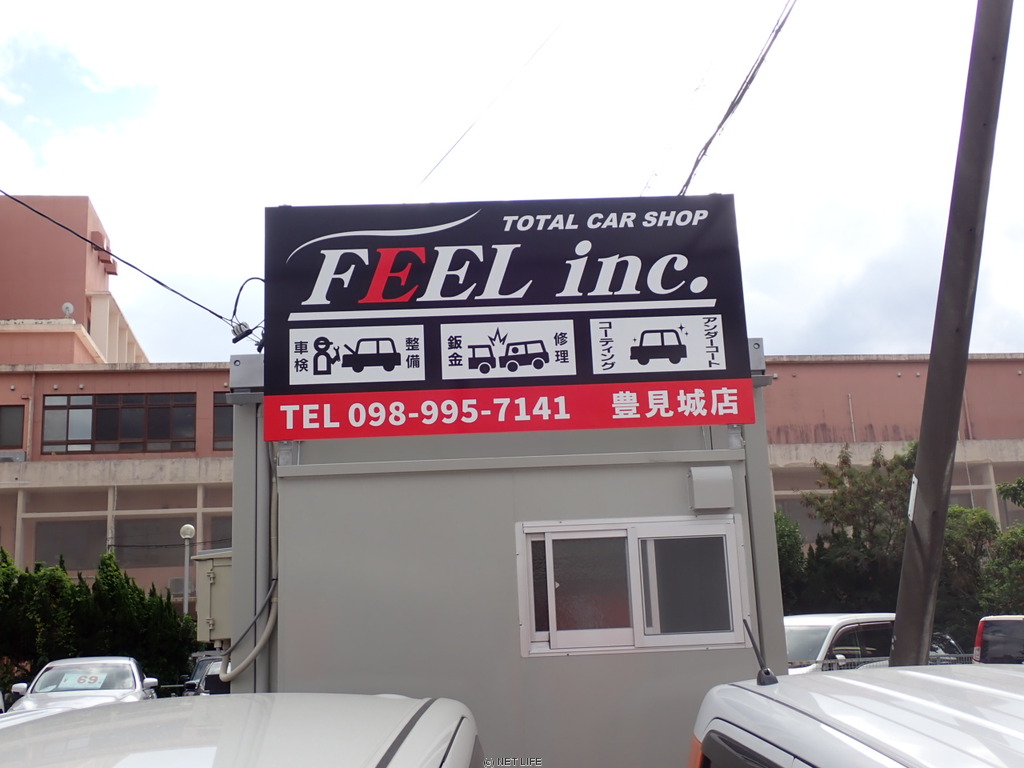 TOTAL CAR SHOP
FEEL inc.
車検
整備
鈑金
修理
コーティング
アンダーコート
TEL 098-995-7141 豊見城店
69
© NET LIFE